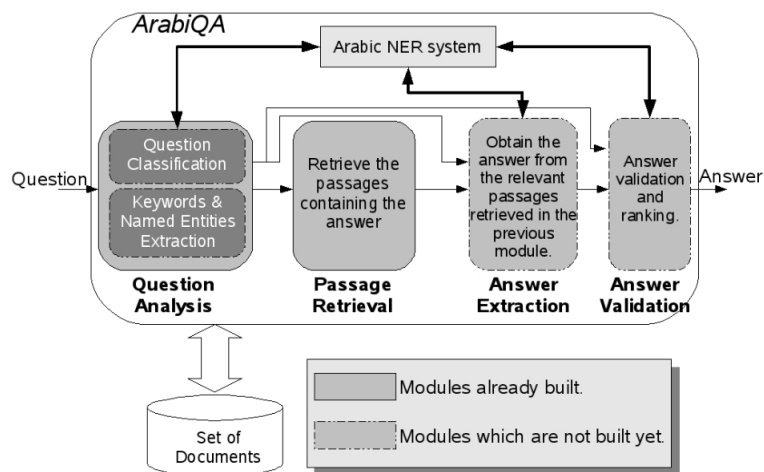 ArabiQA
Arabic NER system
Question
Question
Classification
Keywords &
Named Entities
Extraction
Question
Analysis
Retrieve the
passages
containing the
answer
Passage
Retrieval
Obtain the
answer from
the relevant
passages
retrieved in the
previous
module.
Answer
Extraction
Answer
validation
and
ranking.
Answer
Validation
Answer
Set of
Documents
Modules already built.
Modules which are not built yet.